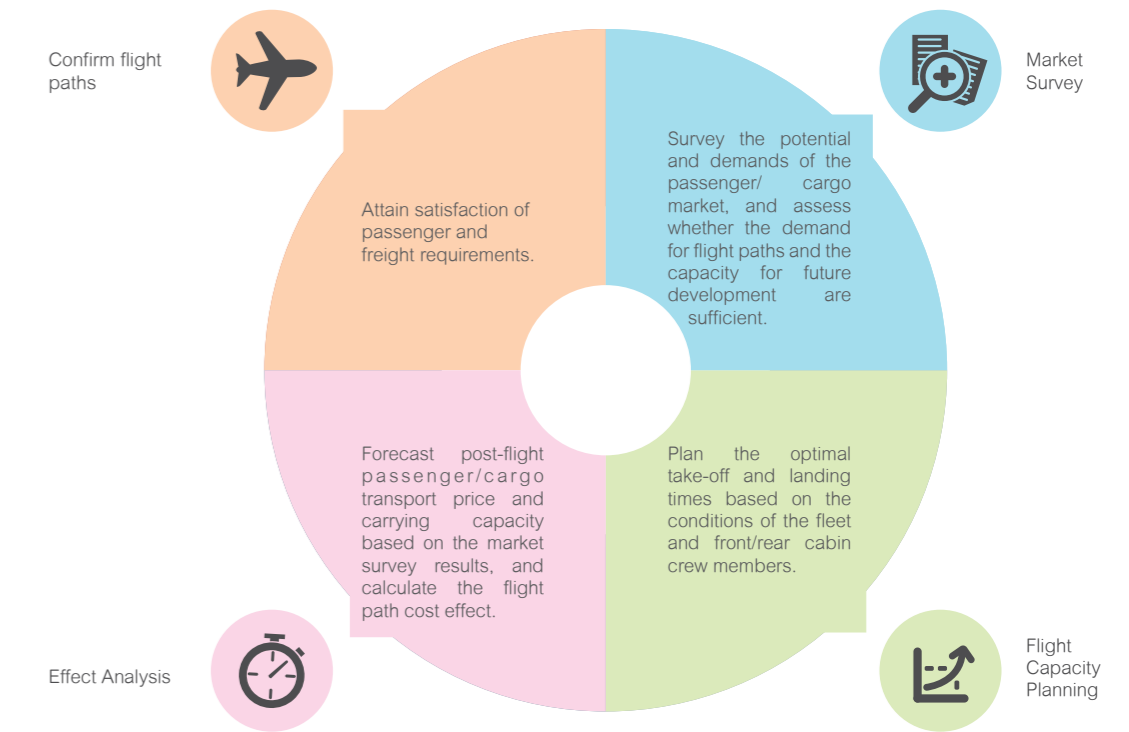 Confirm flight
paths
Attain satisfaction of
passenger and
freight requirements.
Market
Survey
Survey the potential
and demands of the
passenger/ cargo
market, and assess
whether the demand
for flight paths and the
capacity for future
development are
sufficient.
Effect Analysis
Forecast post-flight
passenger/cargo
transport price and
carrying capacity
based on the market
survey results, and
calculate the flight
path cost effect.
Plan the optimal
take-off and landing
times based on the
conditions of the fleet
and front/rear cabin
crew members.
Flight
Capacity
Planning